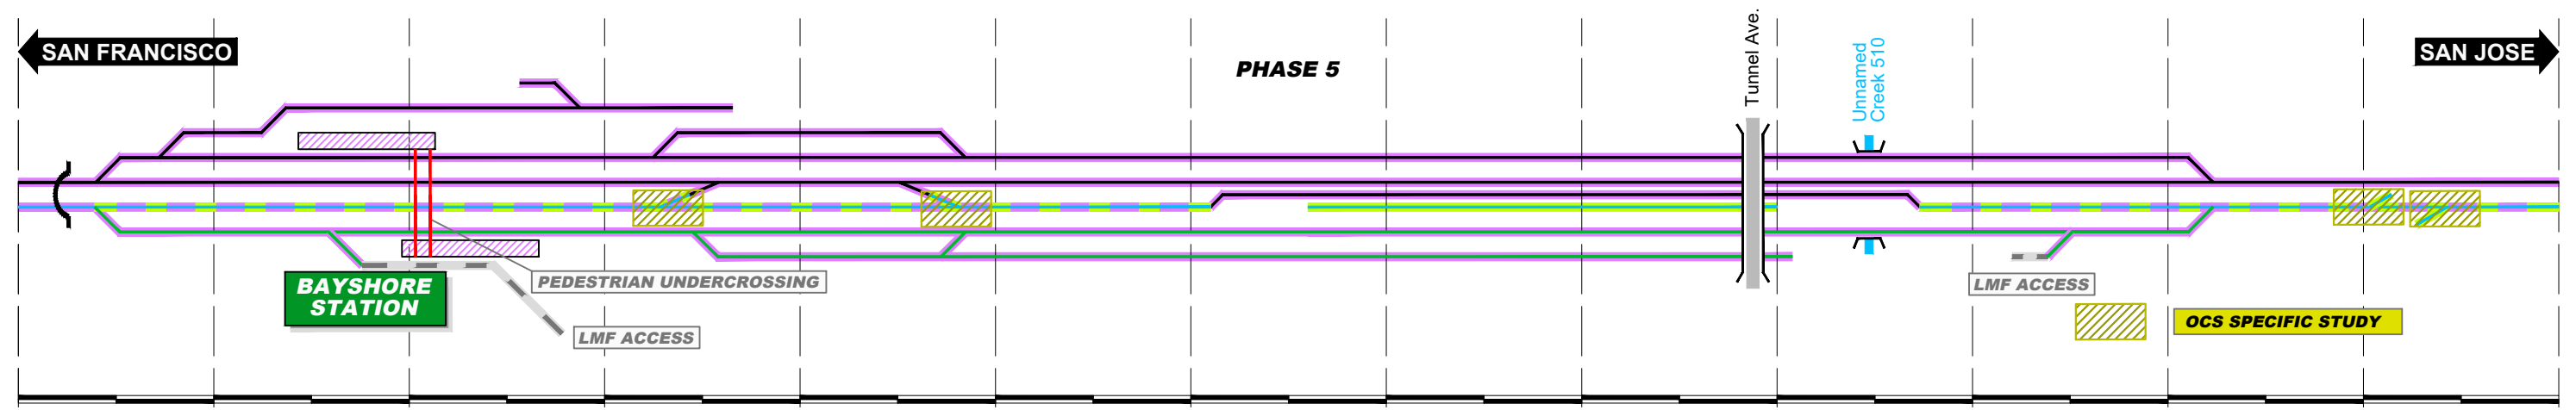 SAN FRANCISCO
PHASE 5
Tunnel Ave.
Unnamed
Creek 510
SAN JOSE
BAYSHORE
STATION
PEDESTRIAN UNDERCROSSING
LMF ACCESS
LMF ACCESS
OCS SPECIFIC STUDY